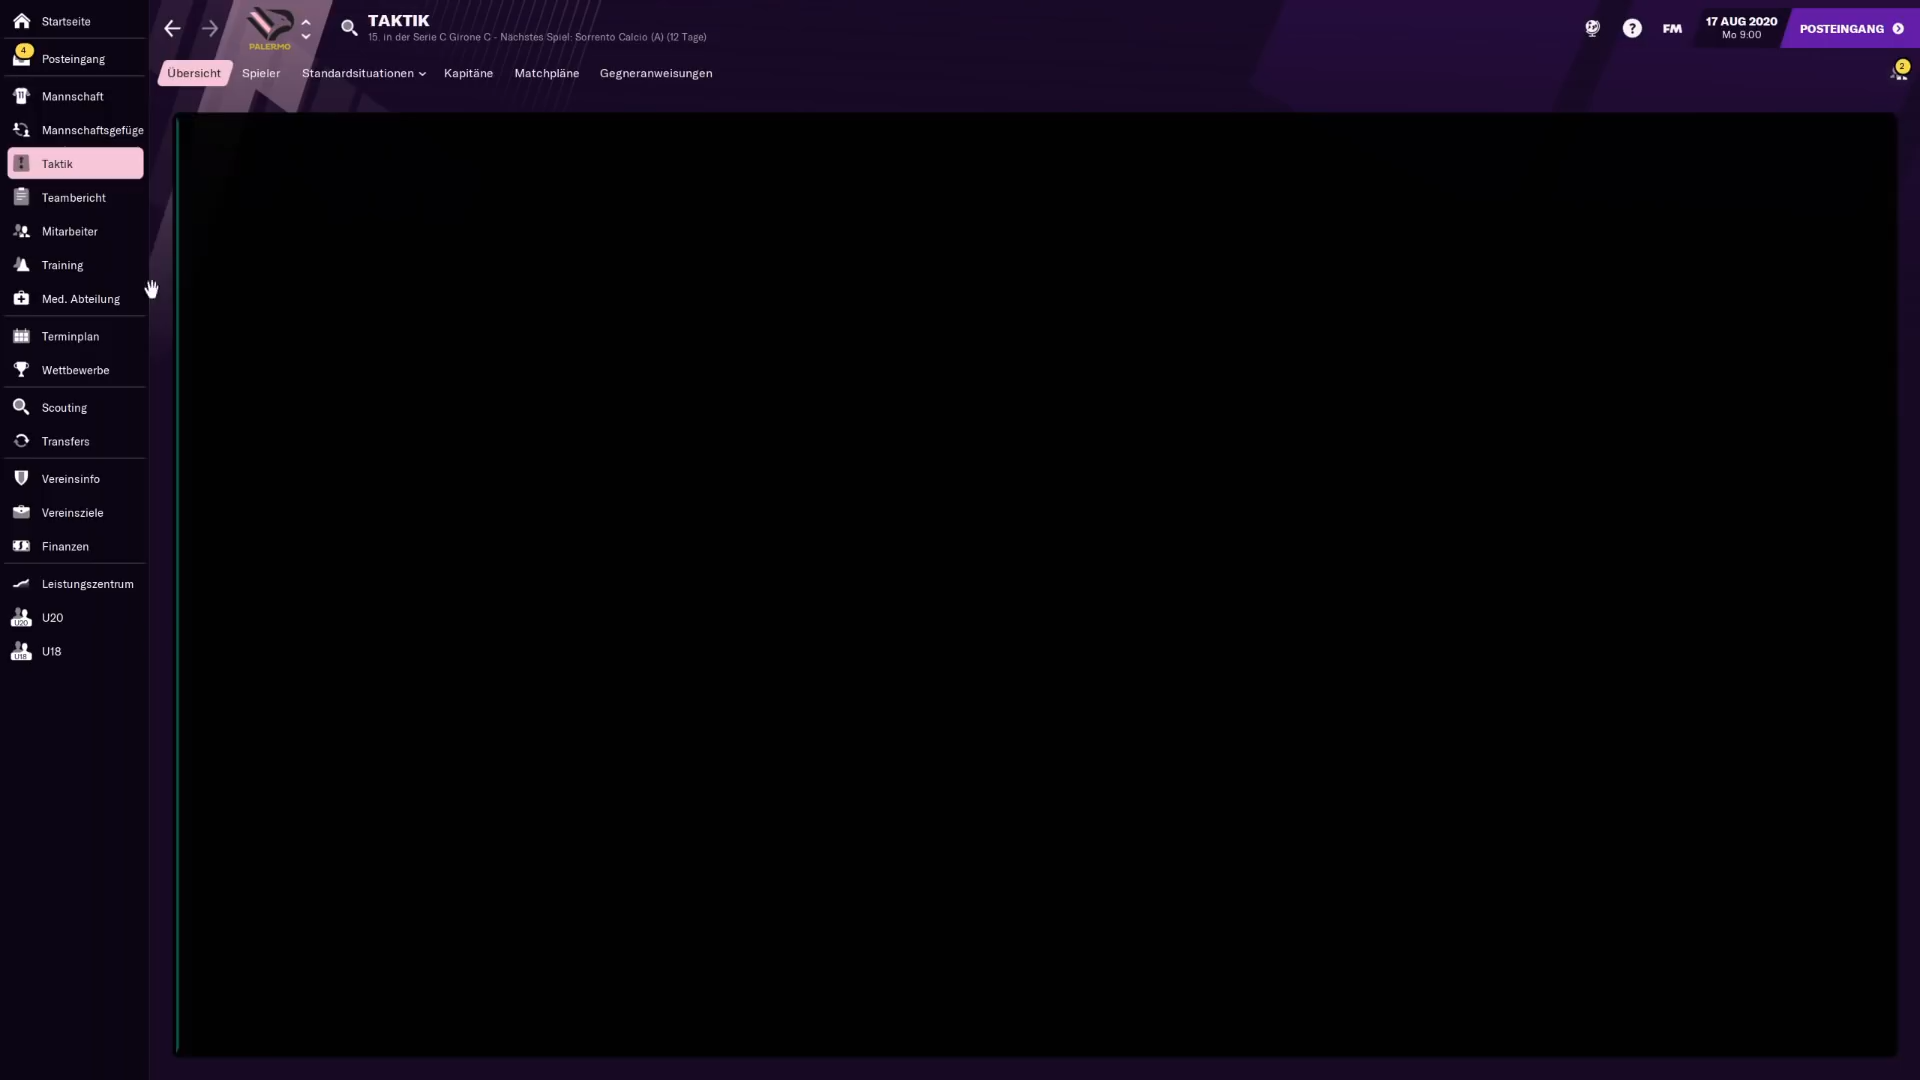 Startseite
4
Posteingang
Mannschaft
Mannschaftsgefüge
Taktik
Teambericht
Mitarbeiter
Training
Med. Abteilung
Terminplan
Wettbewerbe
Scouting
Transfers
Vereinsinfo
Vereinsziele
Finanzen
Leistungszentrum
U20
U20
U18
U18
PALERMO
TAKTIK
15. in der Serie C Girone C - Nächstes Spiel: Sorrento Calcio (A) (12 Tage)
? FM
17 AUG 2020
Mo 9:00
POSTEINGANG
Übersicht Spieler Standardsituationen Kapitäne Matchpläne Gegneranweisungen
2